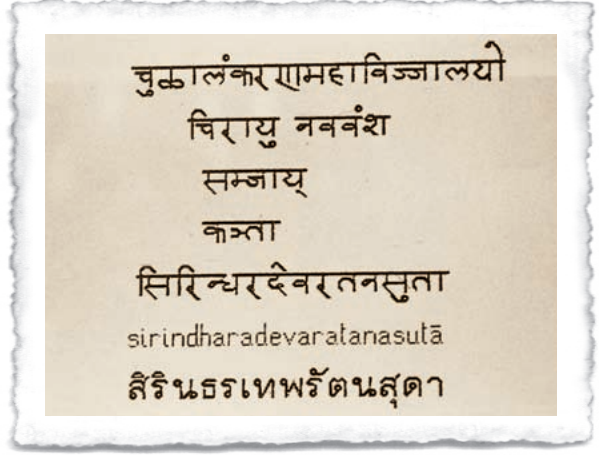 चुळालंकरणमहाविज्जालयो
चिरायु नववंश
सम्जाय्
कञ्ता
सिरिन्धरदेवरतनसुता
sirindharadevaratanasutā
สิรินธรเทพรัตนสุดา